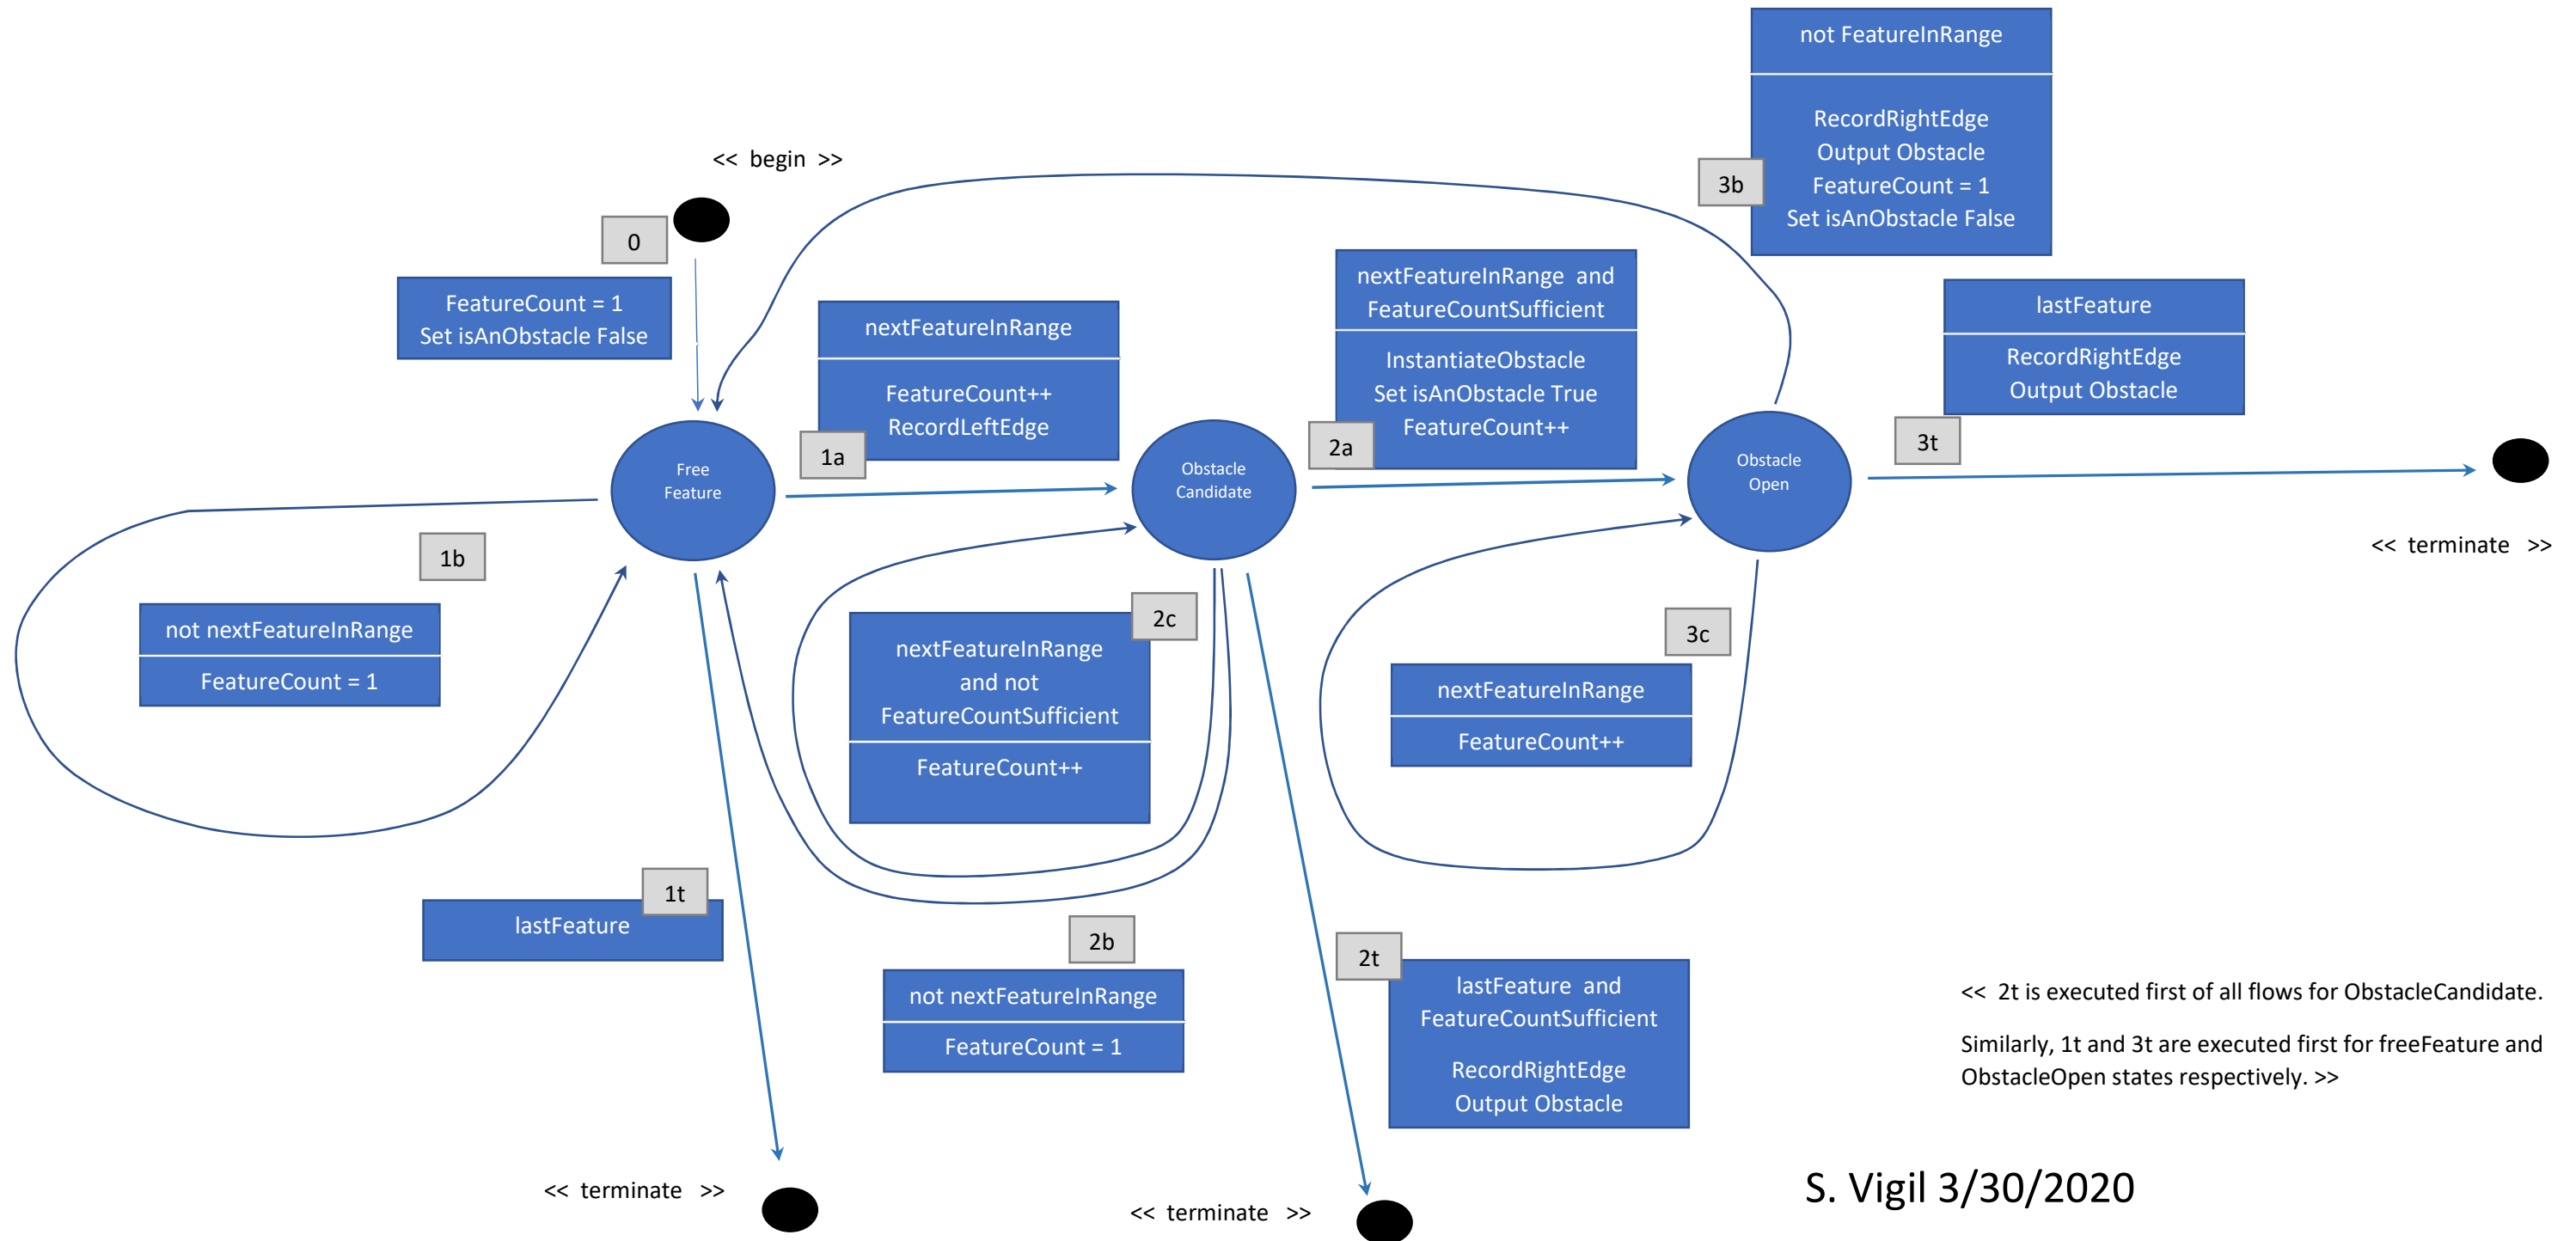 not FeatureInRange
RecordRightEdge
Output Obstacle
FeatureCount = 1
Set isAnObstacle False
3b
<< begin >>
0
FeatureCount = 1
Set isAnObstacle False
nextFeatureInRange
FeatureCount++
RecordLeftEdge
1a
nextFeatureInRange and
FeatureCountSufficient
InstantiateObstacle
Set isAnObstacle True
FeatureCount++
2a
lastFeature
RecordRightEdge
Output Obstacle
3t
Free
Feature
Obstacle
Candidate
Obstacle
Open
<< terminate >>
1b
not nextFeatureInRange
FeatureCount = 1
2c
nextFeatureInRange
and not
FeatureCountSufficient
FeatureCount++
3c
nextFeatureInRange
FeatureCount++
1t
lastFeature
2b
not nextFeatureInRange
FeatureCount = 1
2t
lastFeature and
FeatureCountSufficient
RecordRightEdge
Output Obstacle
<< 2t is executed first of all flows for ObstacleCandidate.
Similarly, 1t and 3t are executed first for freeFeature and
ObstacleOpen states respectively. >>
<< terminate >>
<< terminate >>
S. Vigil 3/30/2020